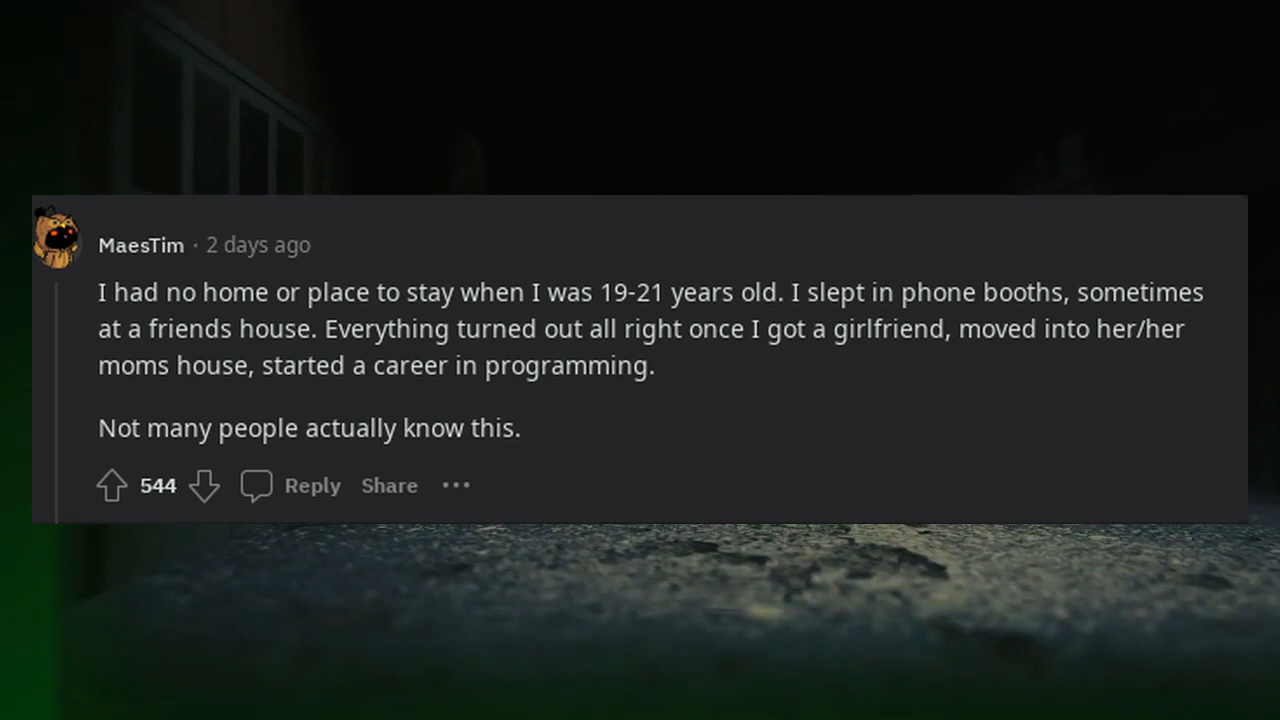 MaesTim · 2 days ago
I had no home or place to stay when I was 19-21 years old. I slept in phone booths, sometimes
at a friends house. Everything turned out all right once I got a girlfriend, moved into her/her
moms house, started a career in programming.
Not many people actually know this.
544 Reply Share ···